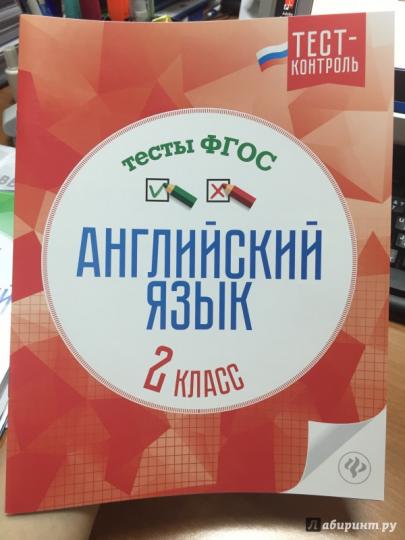 ТЕСТ-
КОНТРОЛЬ
тесты ФГОС
АНГЛИЙСКИЙ
ЯЗЫК
2 КЛАСС
Лабиринт.ру